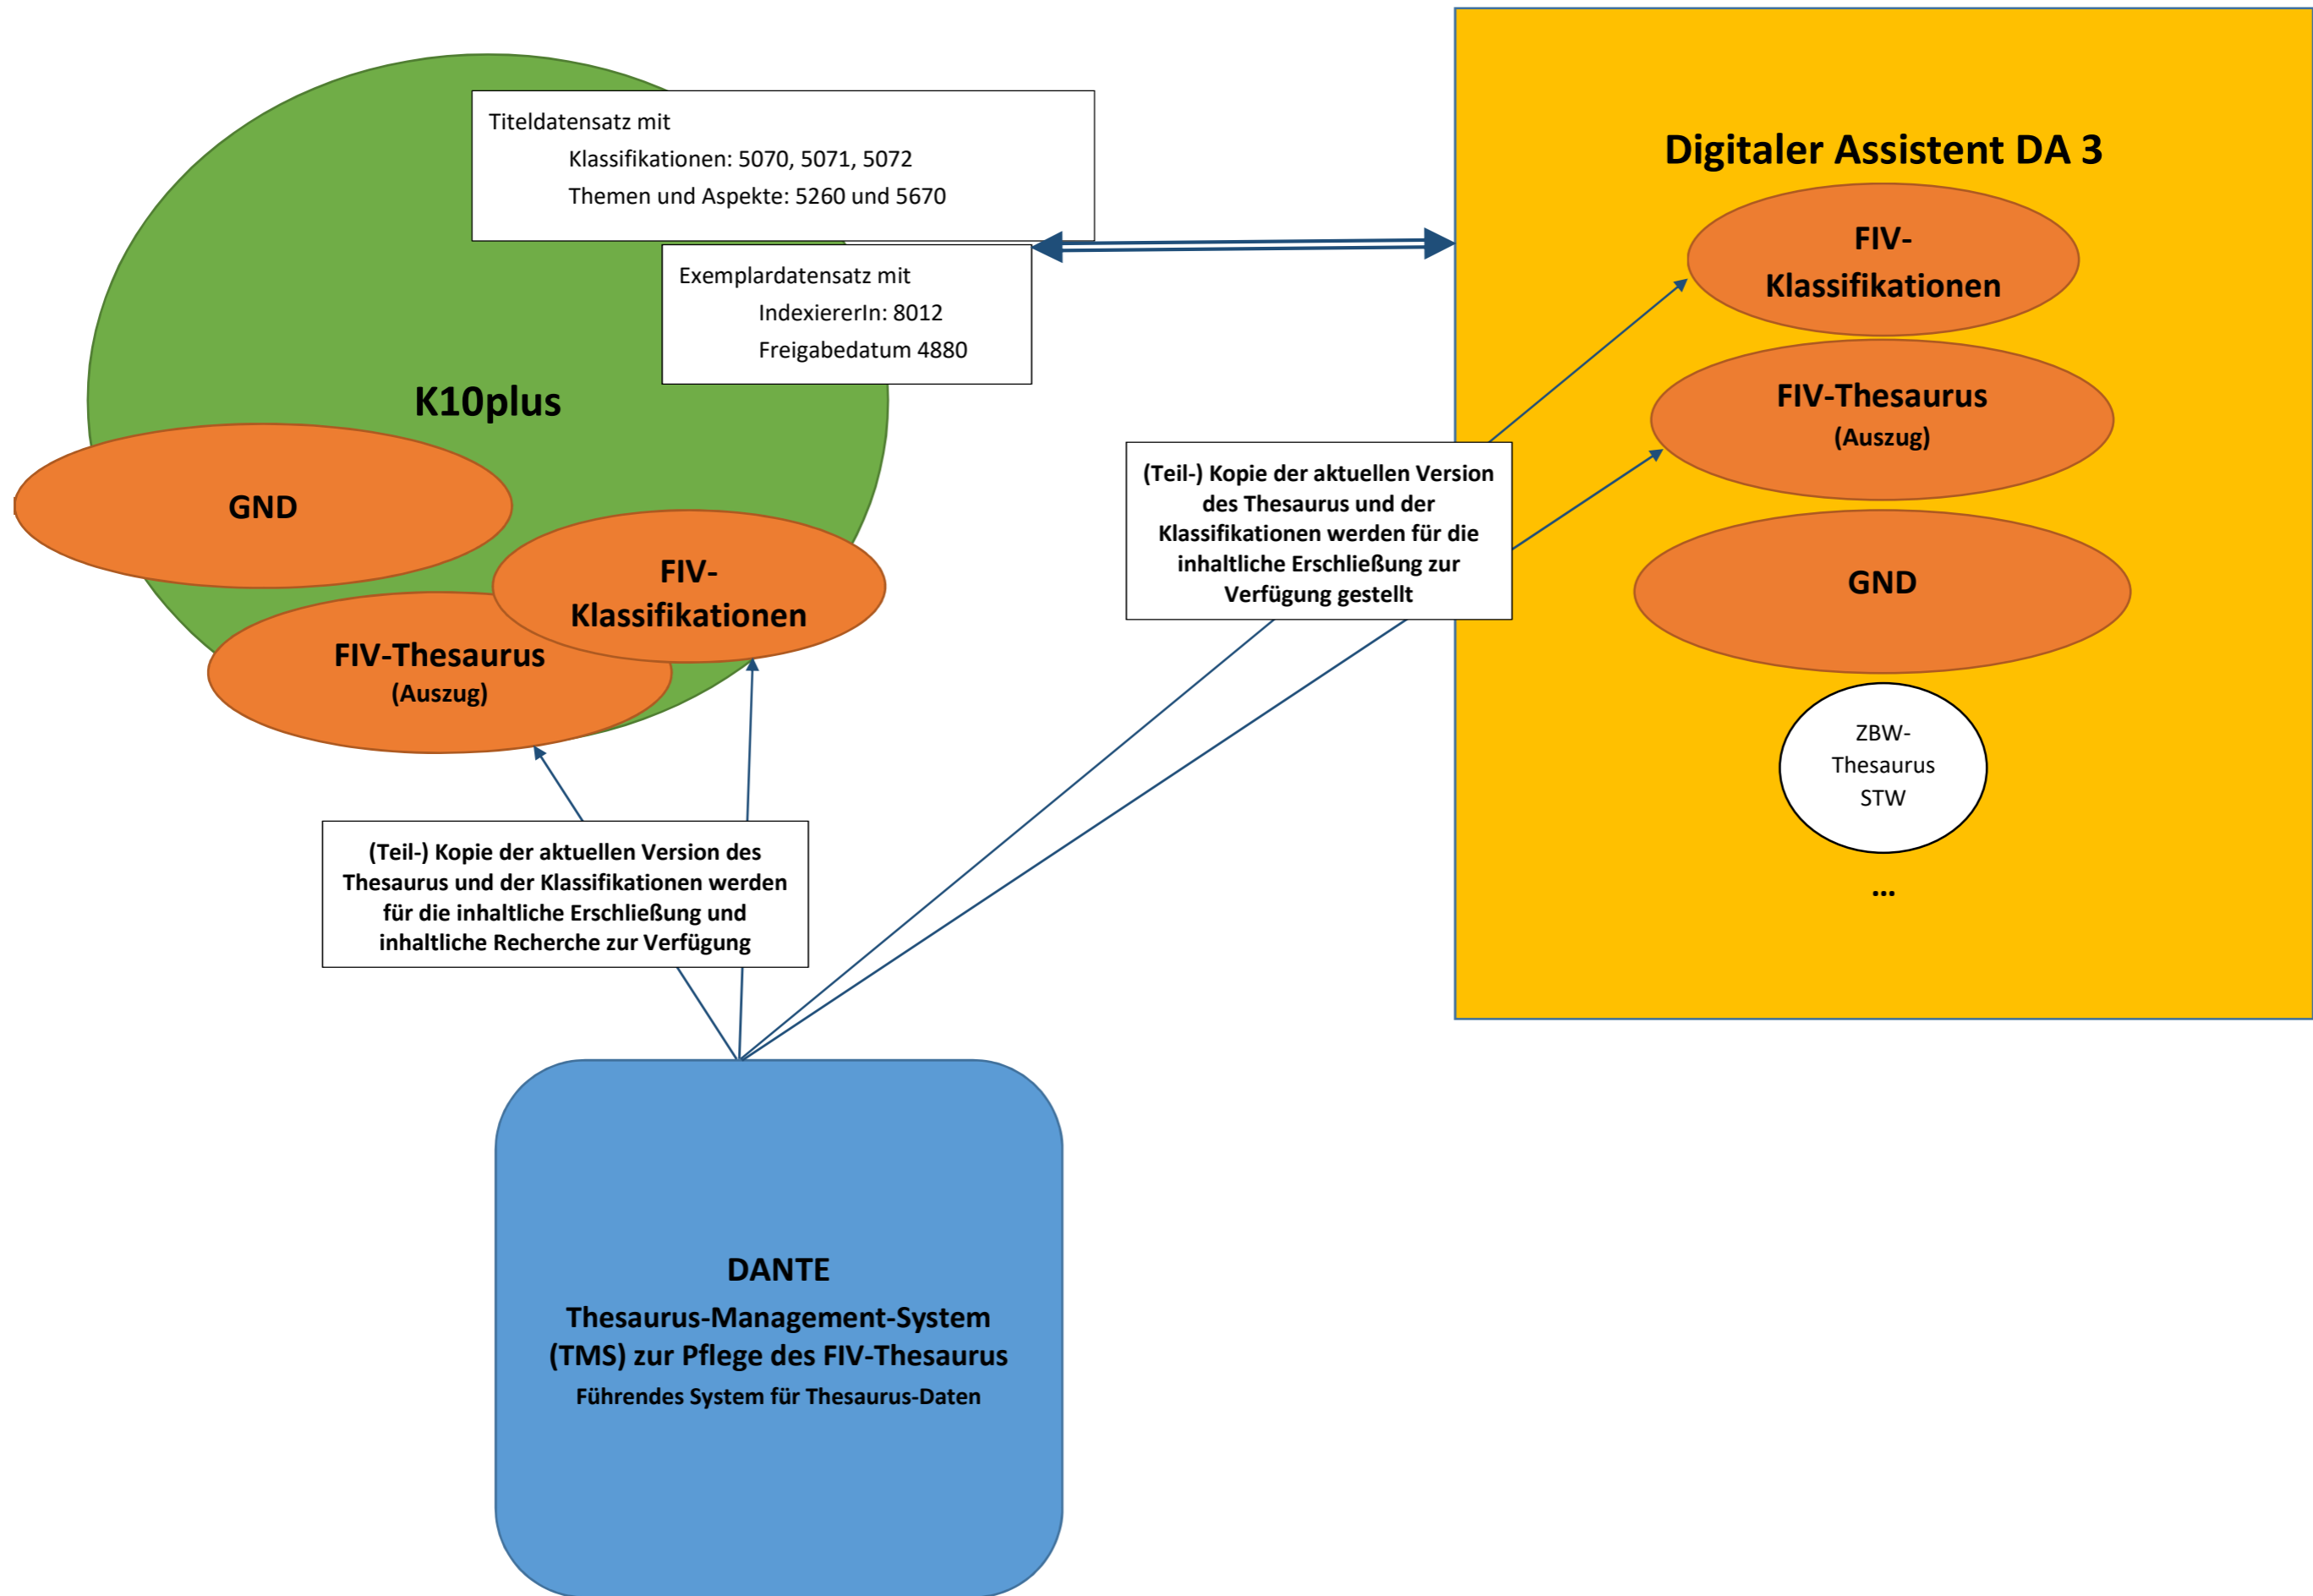 Titeldatensatz mit
Klassifikationen: 5070, 5071, 5072
Themen und Aspekte: 5260 und 5670
Exemplardatensatz mit
IndexiererIn: 8012
Freigabedatum 4880
K10plus
GND
FIV-
Klassifikationen
FIV-Thesaurus
(Auszug)
(Teil-) Kopie der aktuellen Version des
Thesaurus und der Klassifikationen werden
für die inhaltliche Erschließung und
inhaltliche Recherche zur Verfügung
(Teil-) Kopie der aktuellen Version
des Thesaurus und der
Klassifikationen werden für die
inhaltliche Erschließung zur
Verfügung gestellt
Digitaler Assistent DA 3
FIV-
Klassifikationen
FIV-Thesaurus
(Auszug)
GND
ZBW-
Thesaurus
STW
...
DANTE
Thesaurus-Management-System
(TMS) zur Pflege des FIV-Thesaurus
Führendes System für Thesaurus-Daten